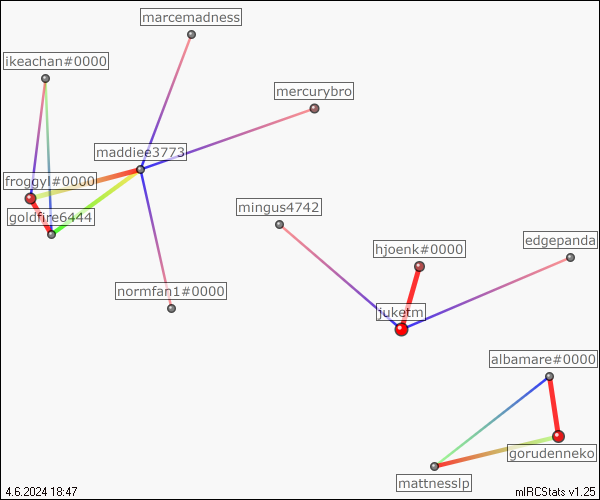 marcemadness
ikeachan#0000
mercurybro
maddiee3773
froggyl#0000
mingus4742
goldfire6444
edgepanda
hjoenk#0000
normfan1#0000
juketm
albamare#0000
gorudenneko
mattnesslp
4.6.2024 18:47
mIRCStats v1.25